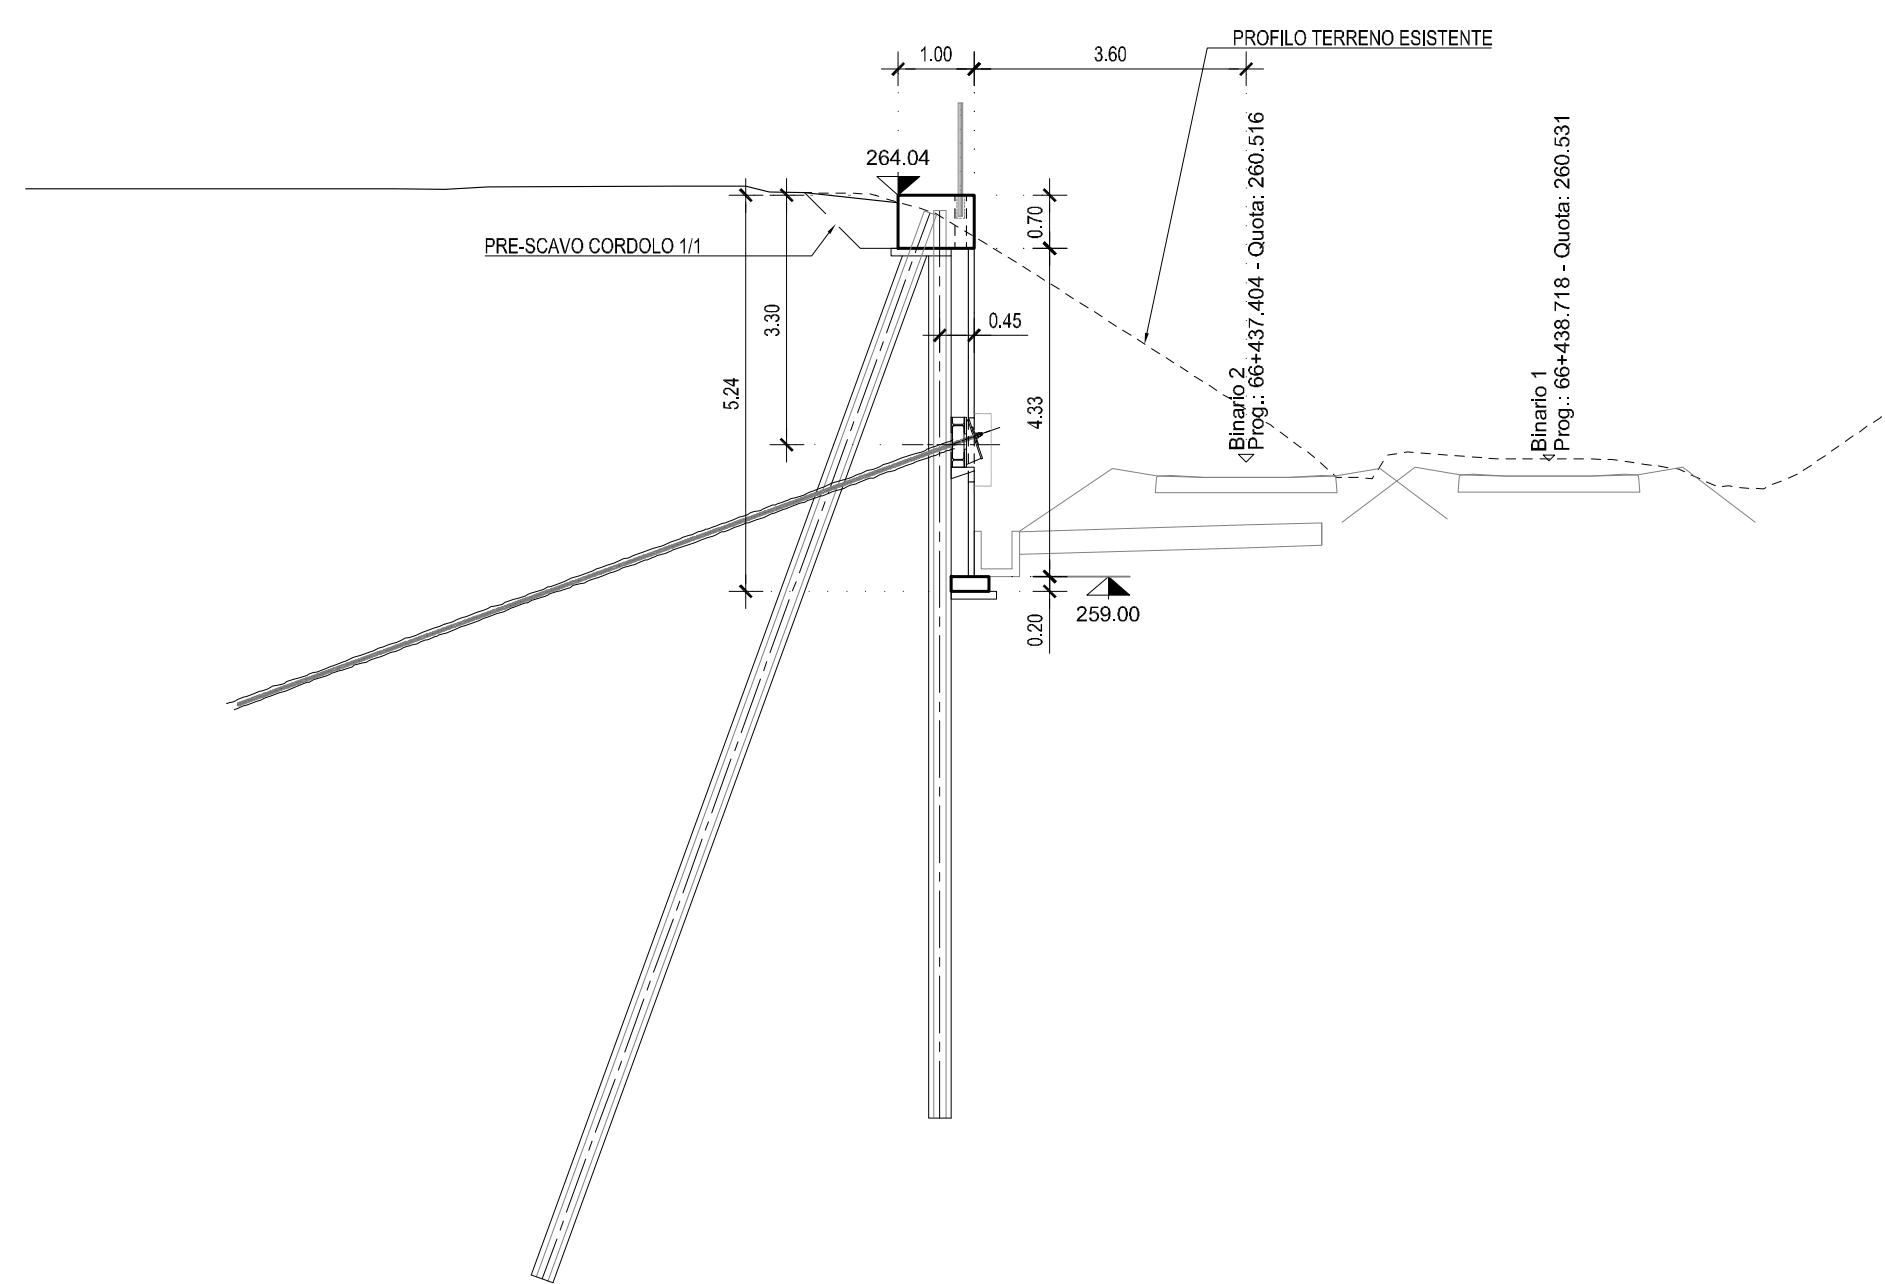 PROFILO TERRENO ESISTENTE
1.00
3.60
264.04
PRE-SCAVO CORDOLO 1/1
0.70
3.30
0.45
5.24
4.33
Binario 2
Prog.: 66+437.404 - Quota: 260.516
Binario 1
Prog.: 66+438.718 - Quota: 260.531
259.00
0.20